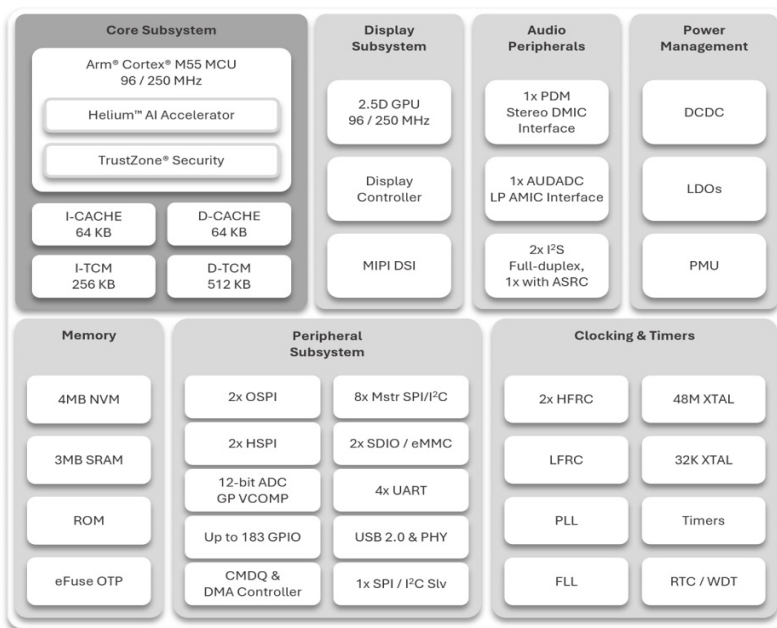 Core Subsystem
Arm® Cortex® M55 MCU
96 / 250 MHz
Helium™ AI Accelerator
TrustZone® Security
I-CACHE
64 KB
D-CACHE
64 KB
I-TCM
256 KB
D-TCM
512 KB
Display
Subsystem
2.5D GPU
96 / 250 MHz
Display
Controller
MIPI DSI
Audio
Peripherals
1x PDM
Stereo DMIC
Interface
1x AUDADC
LP AMIC Interface
2x I²S
Full-duplex,
1x with ASRC
Power
Management
DCDC
LDOs
PMU
Memory
4MB NVM
3MB SRAM
ROM
eFuse OTP
Peripheral
Subsystem
2x OSPI
8x Mstr SPI/I²C
2x HSPI
2x SDIO / eMMC
12-bit ADC
GP VCOMP
4x UART
Up to 183 GPIO
USB 2.0 & PHY
CMDQ &
DMA Controller
1x SPI / I²C Slv
Clocking & Timers
2x HFRC
48M XTAL
LFRC
32K XTAL
PLL
Timers
FLL
RTC / WDT